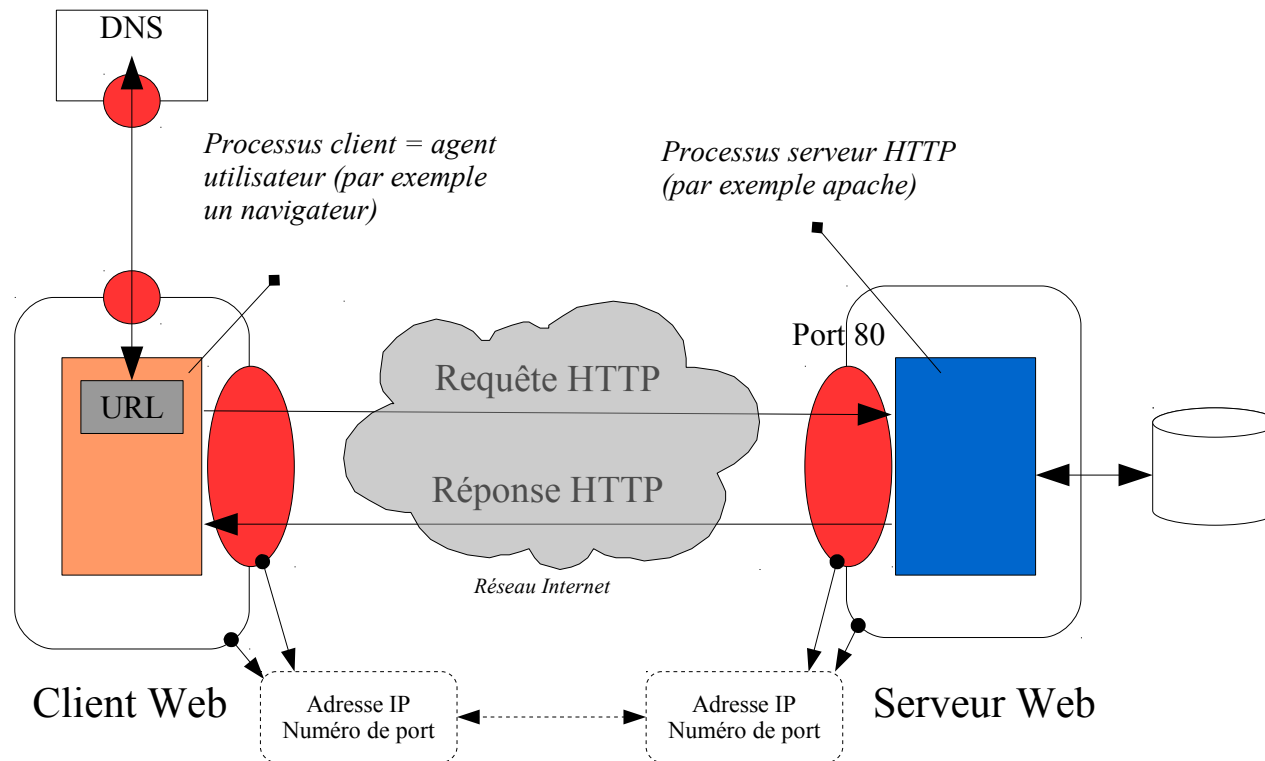 DNS
Processus client = agent
utilisateur (par exemple
un navigateur)
Processus serveur HTTP
(par exemple apache)
Port 80
URL
Requête HTTP
Réponse HTTP
Réseau Internet
Client Web
Adresse IP
Numéro de port
Adresse IP
Numéro de port
Serveur Web